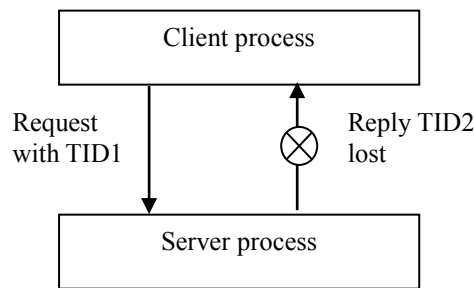 Client process
Request
with TID1
Reply TID2
lost
Server process